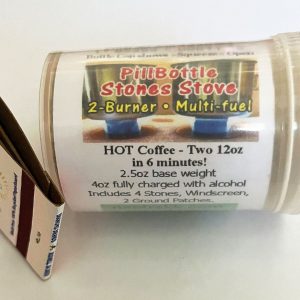 PillBottle
Stones Stove
2-Burner • Multi-fuel
HOT Coffee - Two 12oz
in 6 minutes!
2.5oz base weight
4oz fully charged with alcohol
Includes 4 Stones, Windscreen,
2 Ground Patches.